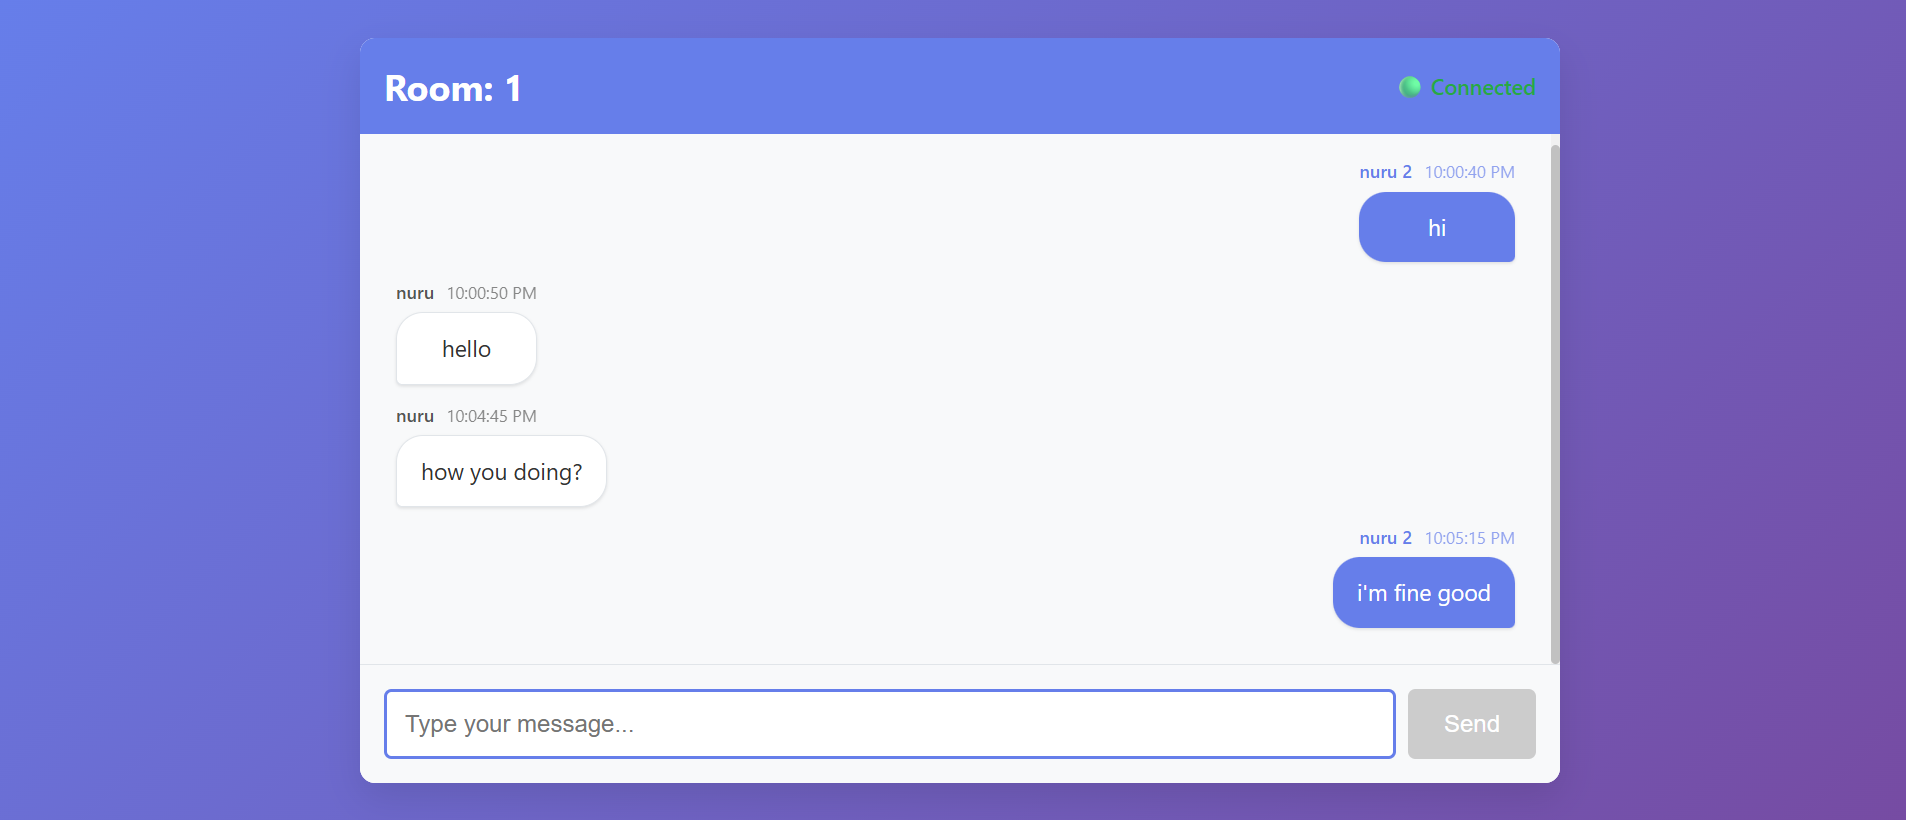 Room: 1
Connected
nuru 2 10:00:40 PM
hi
nuru 10:00:50 PM
hello
nuru 10:04:45 PM
how you doing?
nuru 2 10:05:15 PM
i'm fine good
Type your message...
Send